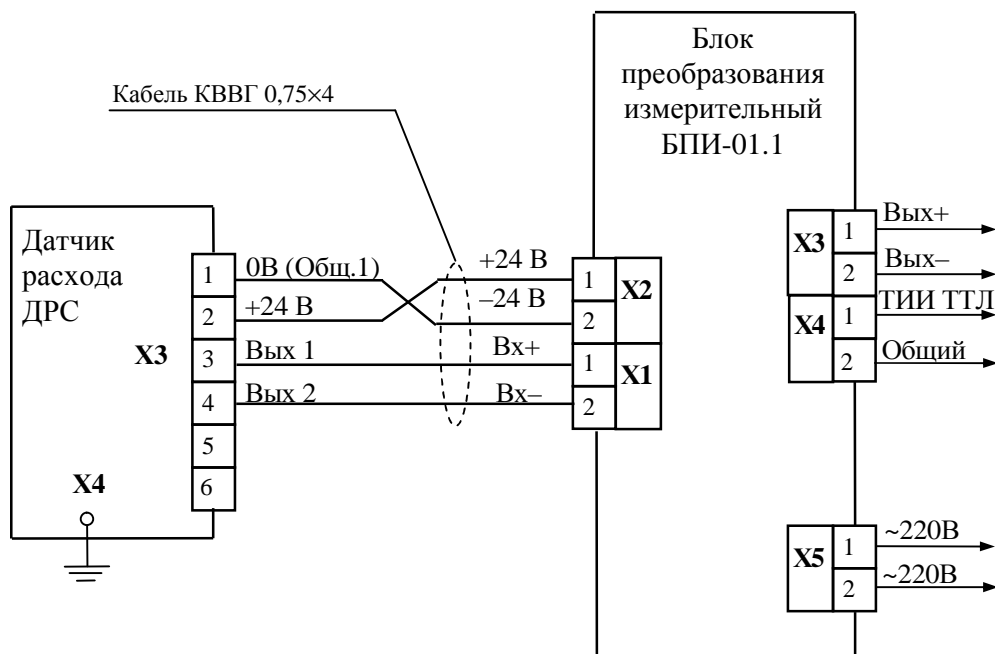 Блок
преобразования
измерительный
БПИ-01.1
Кабель КВВГ 0,75×4
Датчик
расхода
ДРС
X3
X4
1
2
3
4
5
6
0В (Общ.1)
+24 В
Вых 1
Вых 2
+24 В
–24 В
Вх+
Вх–
1
2
X2
1
2
X1
X3
1
2
Вых+
Вых–
X4
1
2
ТИИ ТТЛ
Общий
X5
1
2
~220В
~220В